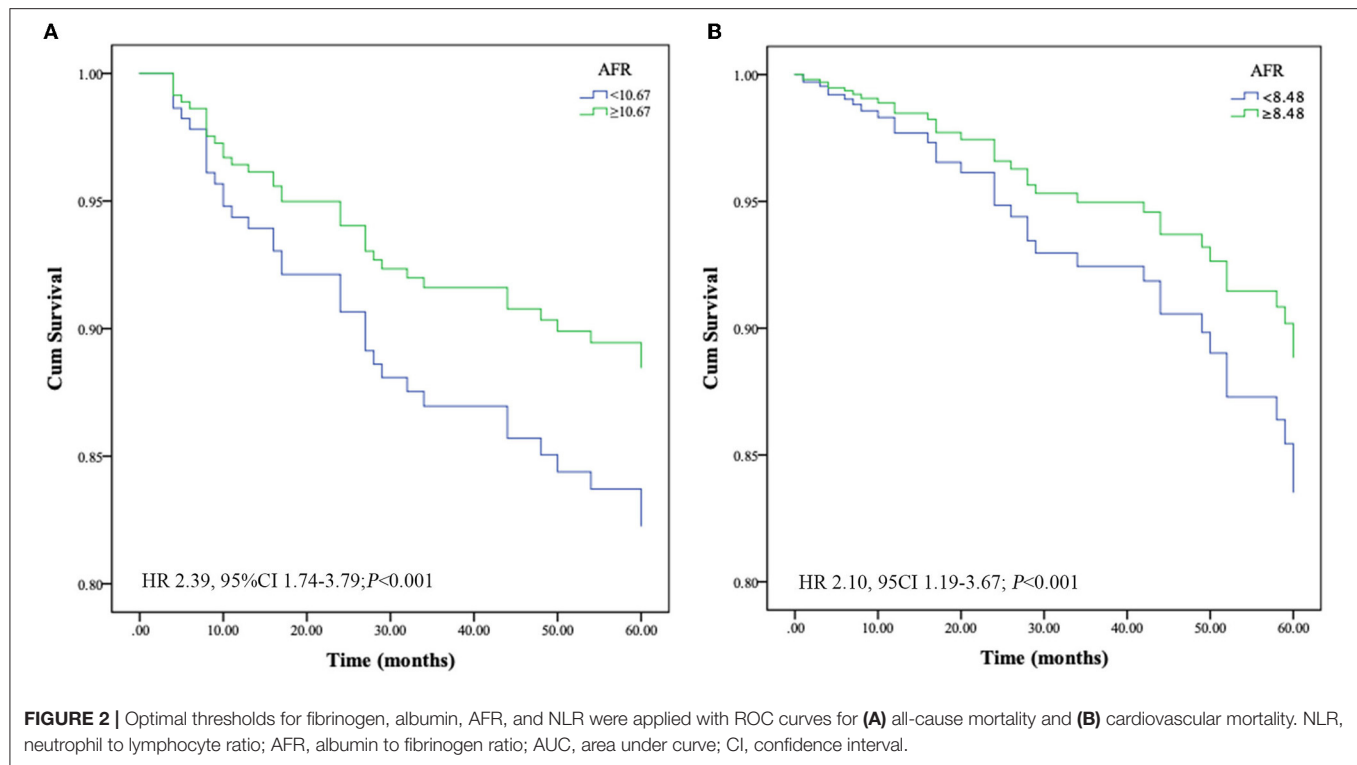 A
AFR
<10.67
≥10.67
1.00
0.95
0.90
0.85
0.80
Cum Survival
HR 2.39, 95%CI 1.74-3.79;P<0.001
.00 10.00 20.00 30.00 40.00 50.00 60.00
Time (months)
B
AFR
<8.48
≥8.48
1.00
0.95
0.90
0.85
0.80
Cum Survival
HR 2.10, 95CI 1.19-3.67; P<0.001
.00 10.00 20.00 30.00 40.00 50.00 60.00
Time (months)
FIGURE 2 | Optimal thresholds for fibrinogen, albumin, AFR, and NLR were applied with ROC curves for (A) all-cause mortality and (B) cardiovascular mortality. NLR,
neutrophil to lymphocyte ratio; AFR, albumin to fibrinogen ratio; AUC, area under curve; CI, confidence interval.